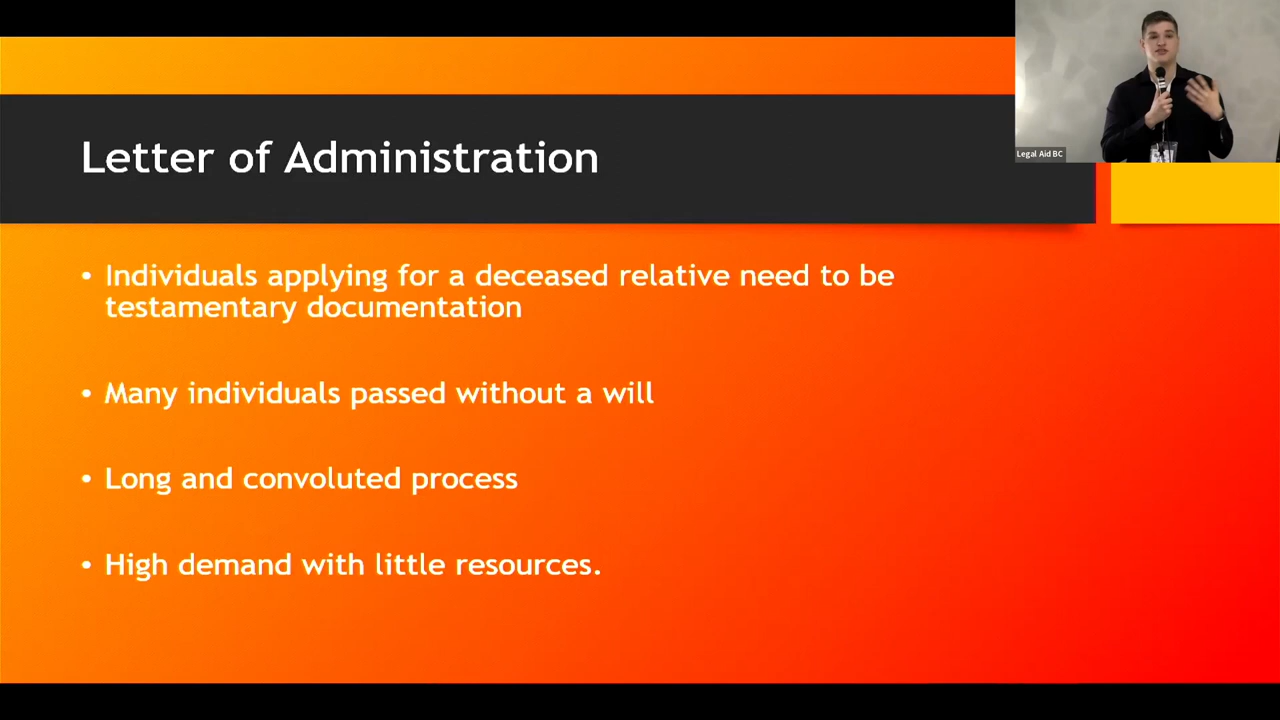 Legal Aid BC
Letter of Administration
• Individuals applying for a deceased relative need to be
testamentary documentation
• Many individuals passed without a will
• Long and convoluted process
• High demand with little resources.